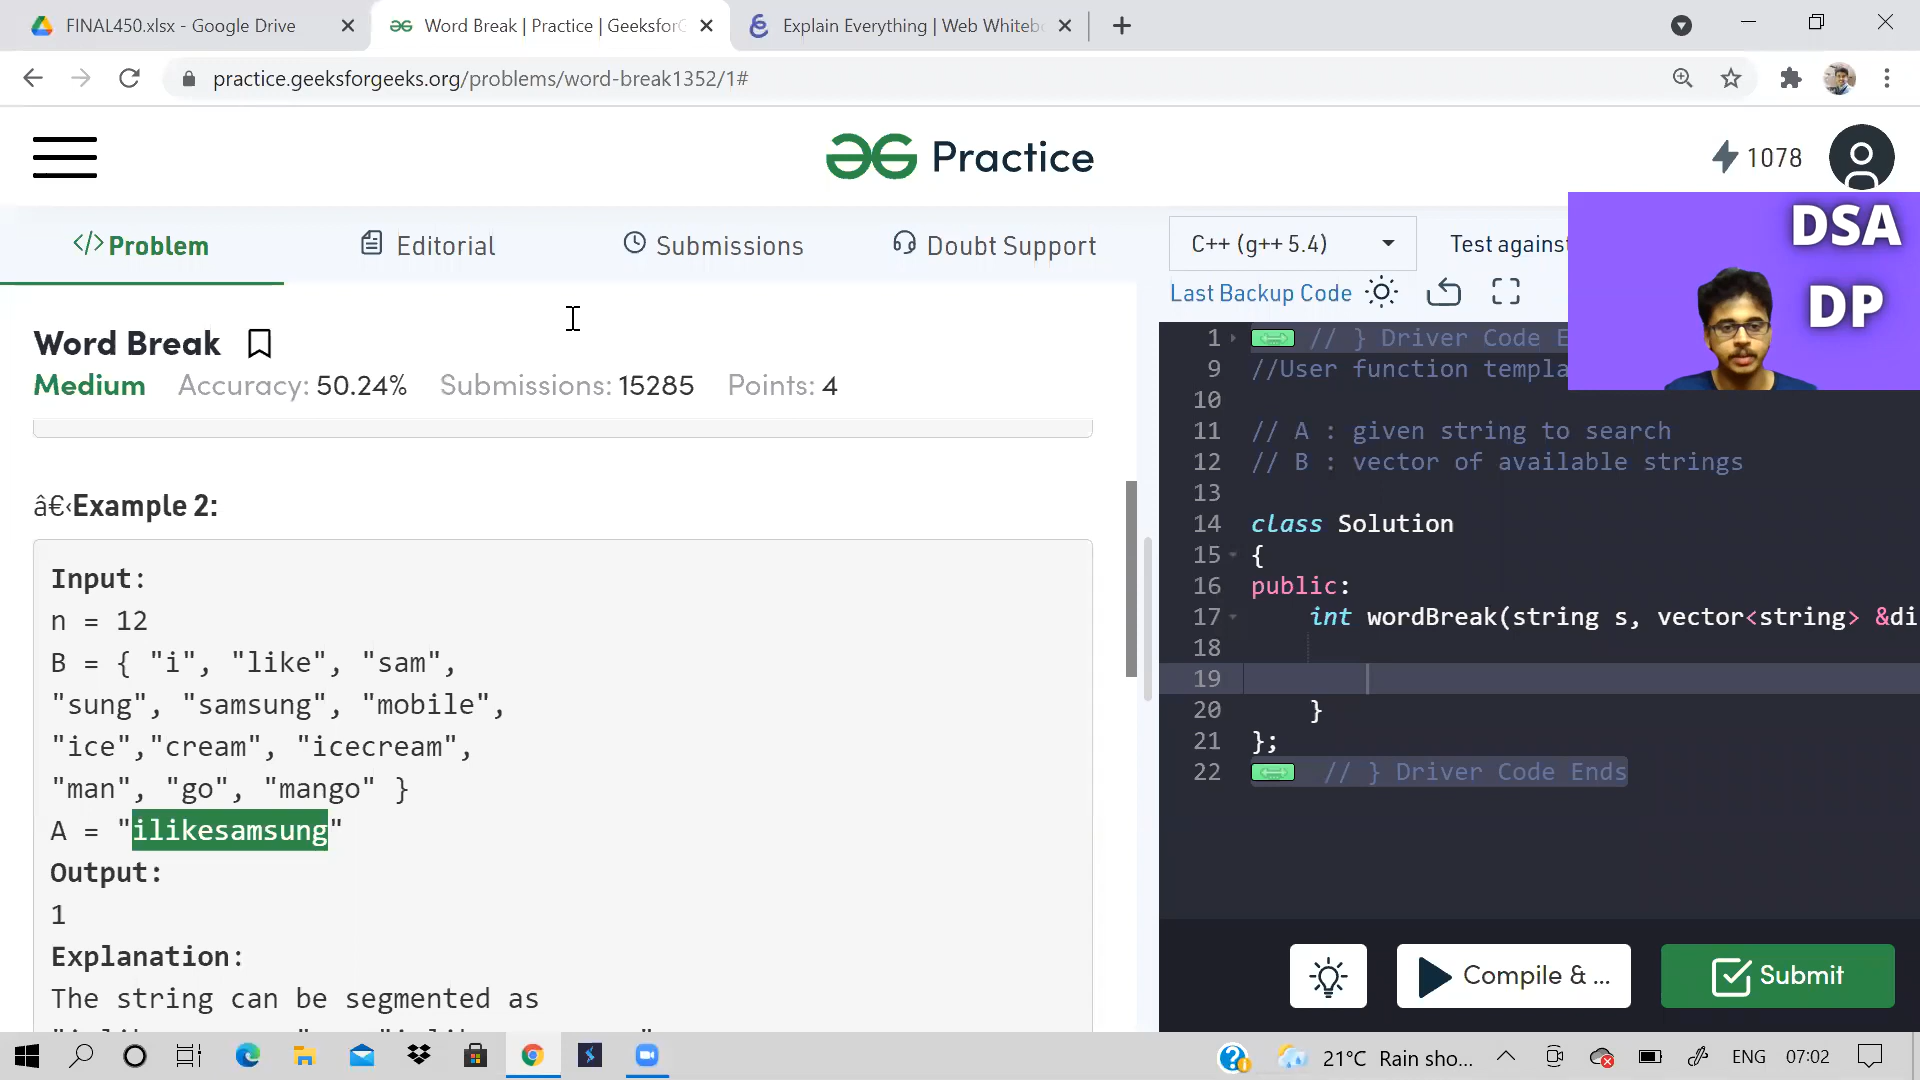 FINAL450.xlsx - Google Drive
Word Break | Practice | GeeksforG
Explain Everything | Web Whitebo
practice.geeksforgeeks.org/problems/word-break1352/1#
Practice
1078
</> Problem
Editorial
Submissions
Doubt Support
C++ (g++ 5.4)
Test against
Last Backup Code
DSA
DP
Word Break
Medium Accuracy: 50.24% Submissions: 15285 Points: 4
â€‹Example 2:
Input:
n = 12
B = { "i", "like", "sam",
"sung", "samsung", "mobile",
"ice","cream", "icecream",
"man", "go", "mango" }
A = "ilikesamsung"
Output:
1
Explanation:
The string can be segmented as
1 // } Driver Code E
9 //User function templa
10
11 // A : given string to search
12 // B : vector of available strings
13
14 class Solution
15 {
16 public:
17 int wordBreak(string s, vector<string> &di
18
19
20 }
21 };
22 // } Driver Code Ends
Compile & ...
Submit
21°C Rain sho...
ENG
07:02